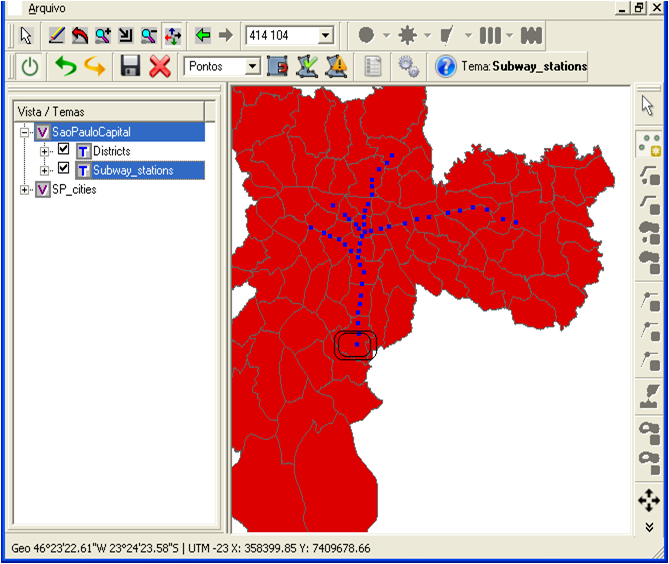 Arquivo
414 104
Pontos
Tema: Subway_stations
Vista / Temas
V SaoPauloCapital
T Districts
T Subway_stations
V SP_cities
Geo 46°23'22.61"W 23°24'23.58"S | UTM -23 X: 358399.85 Y: 7409678.66